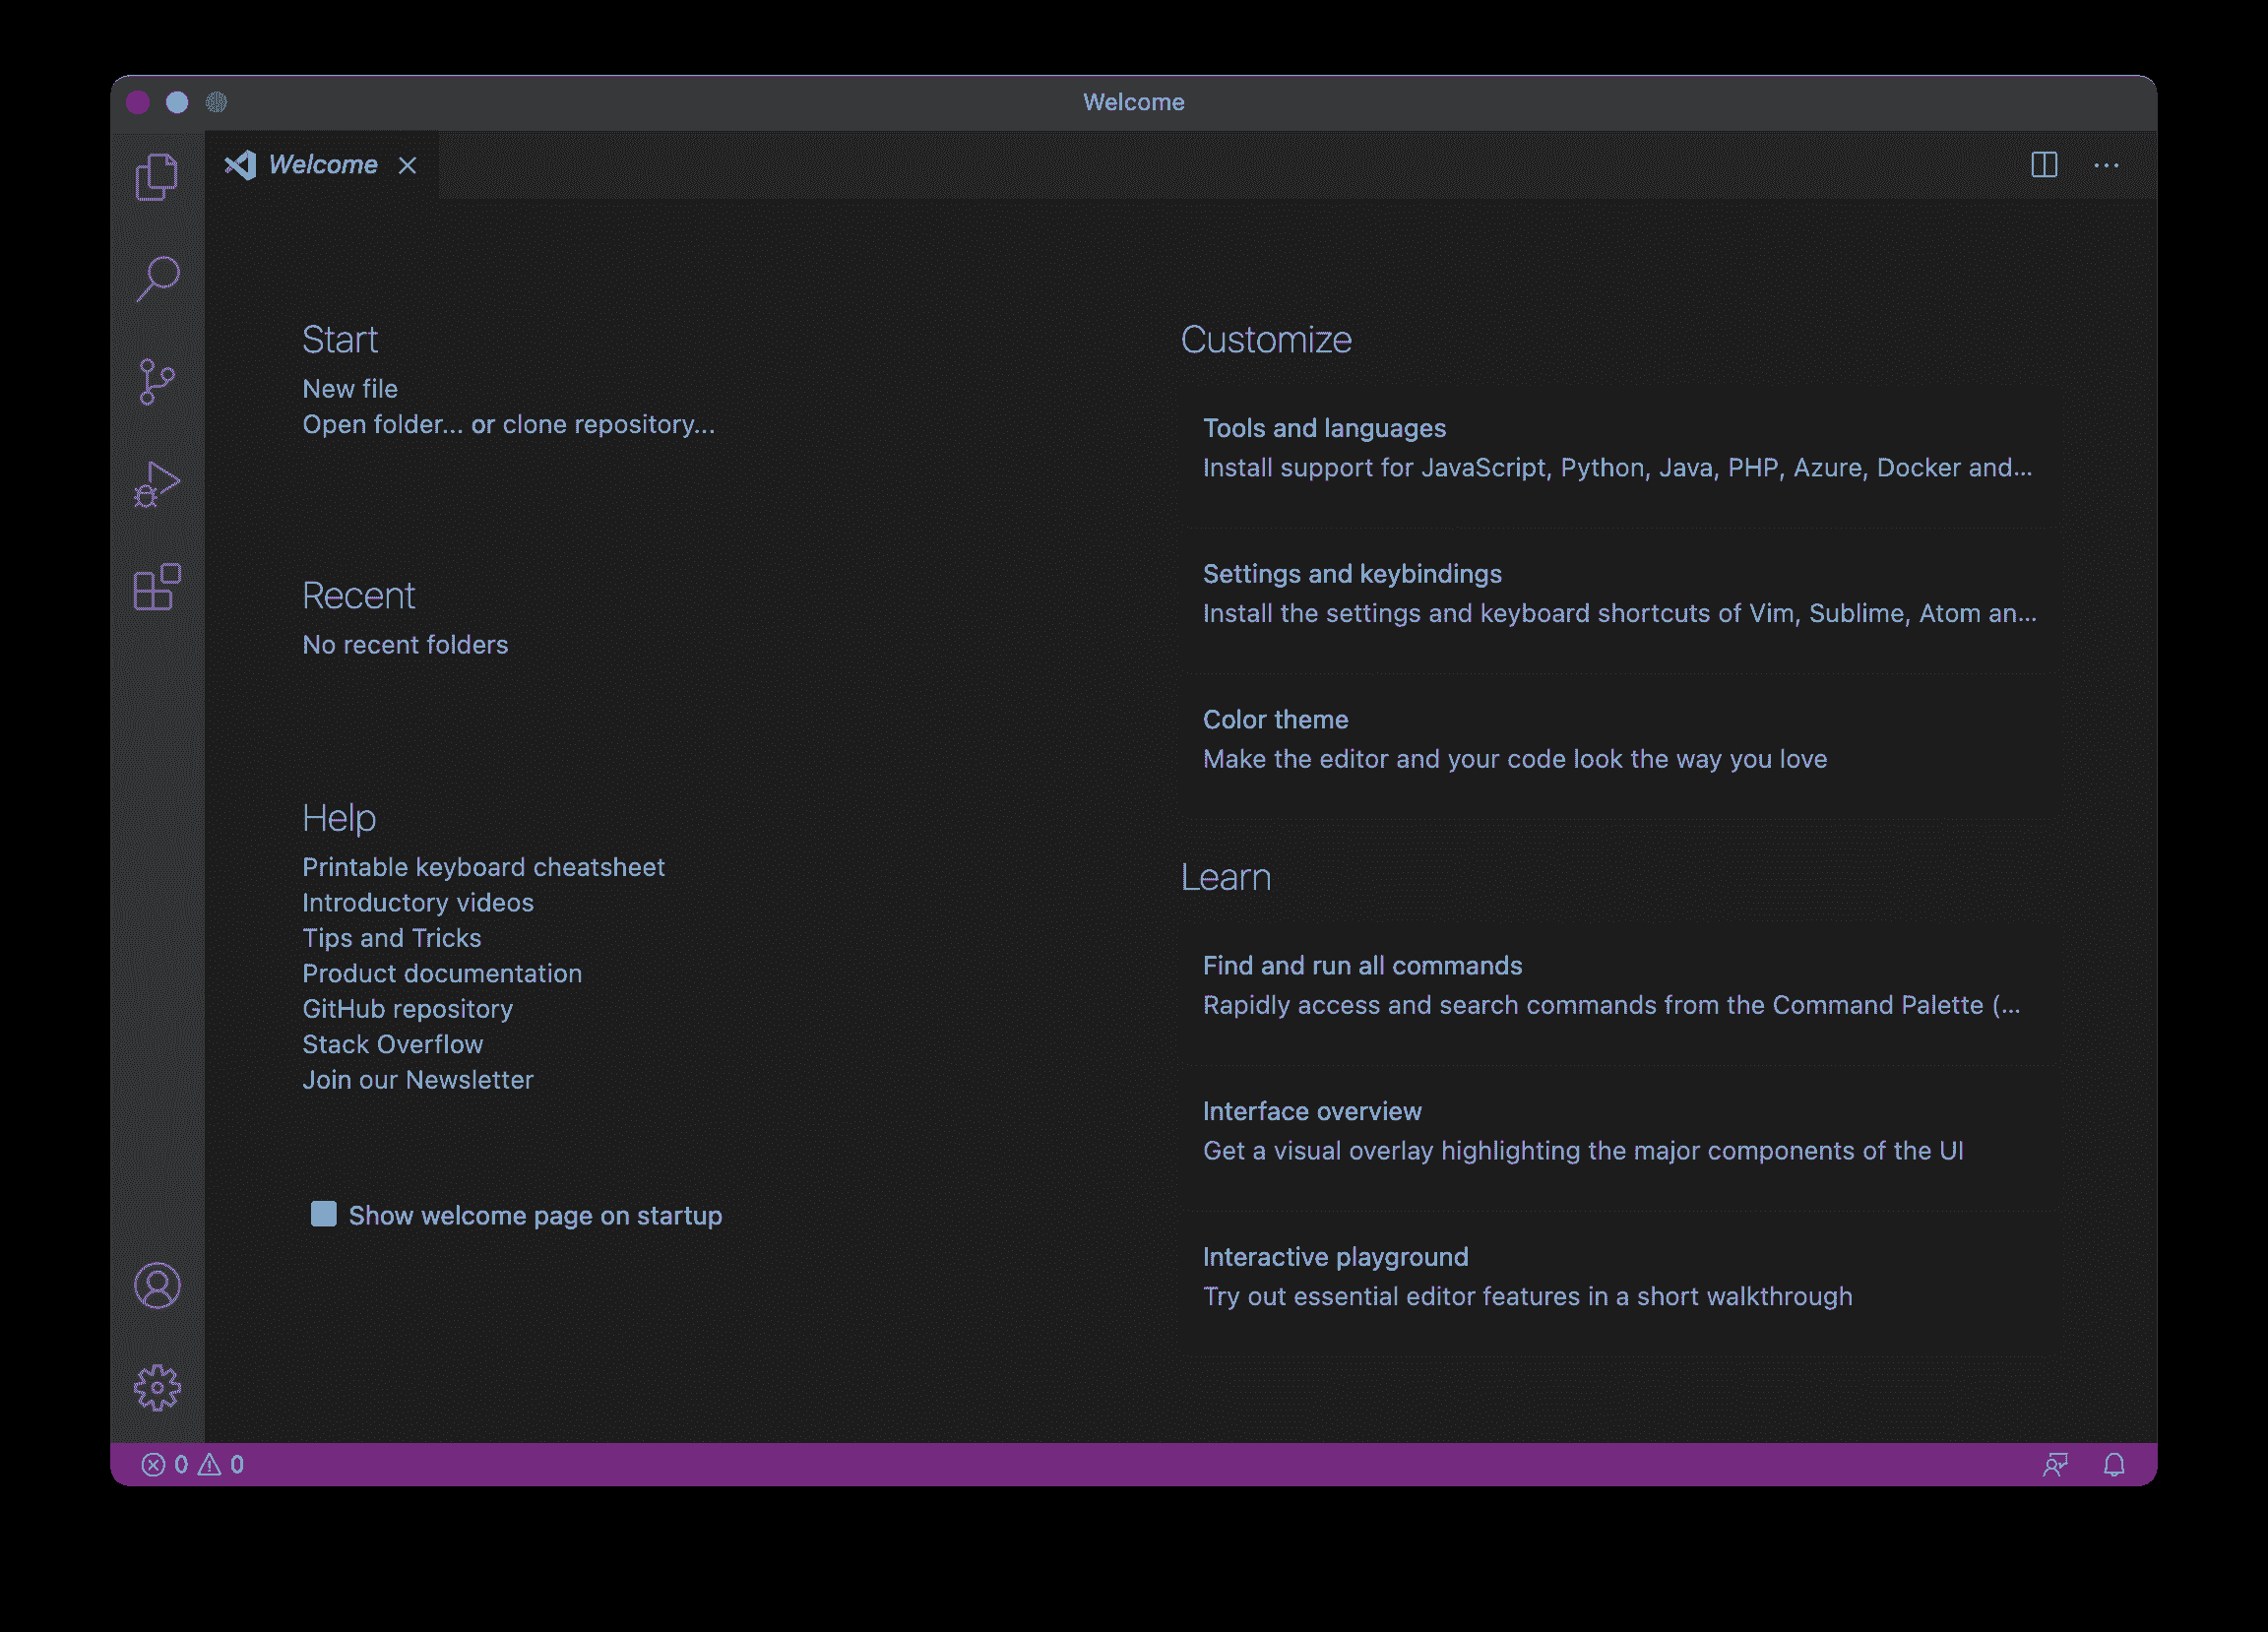 Welcome
Welcome
Start
New file
Open folder... or clone repository...
Recent
No recent folders
Help
Printable keyboard cheatsheet
Introductory videos
Tips and Tricks
Product documentation
GitHub repository
Stack Overflow
Join our Newsletter
Show welcome page on startup
Customize
Tools and languages
Install support for JavaScript, Python, Java, PHP, Azure, Docker and...
Settings and keybindings
Install the settings and keyboard shortcuts of Vim, Sublime, Atom an...
Color theme
Make the editor and your code look the way you love
Learn
Find and run all commands
Rapidly access and search commands from the Command Palette (...
Interface overview
Get a visual overlay highlighting the major components of the UI
Interactive playground
Try out essential editor features in a short walkthrough
0 0